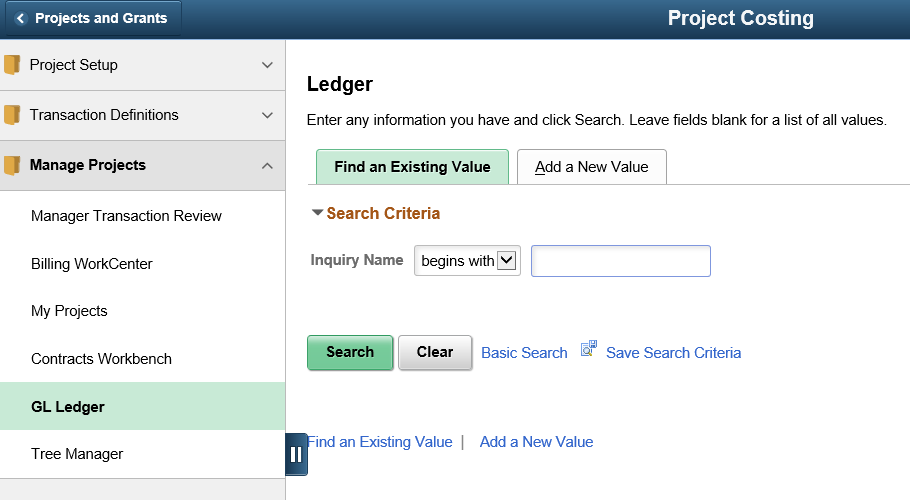 Projects and Grants
Project Costing
Project Setup
Transaction Definitions
Manage Projects
Manager Transaction Review
Billing WorkCenter
My Projects
Contracts Workbench
GL Ledger
Tree Manager
Ledger
Enter any information you have and click Search. Leave fields blank for a list of all values.
Find an Existing Value
Add a New Value
Search Criteria
Inquiry Name begins with
Search Clear Basic Search Save Search Criteria
Find an Existing Value | Add a New Value